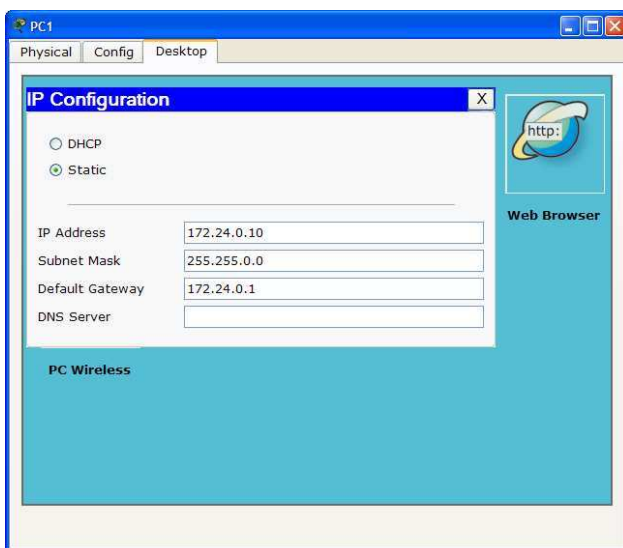 PC1
Physical Config Desktop
IP Configuration X
http:
DHCP
Static
Web Browser
IP Address 172.24.0.10
Subnet Mask 255.255.0.0
Default Gateway 172.24.0.1
DNS Server
PC Wireless